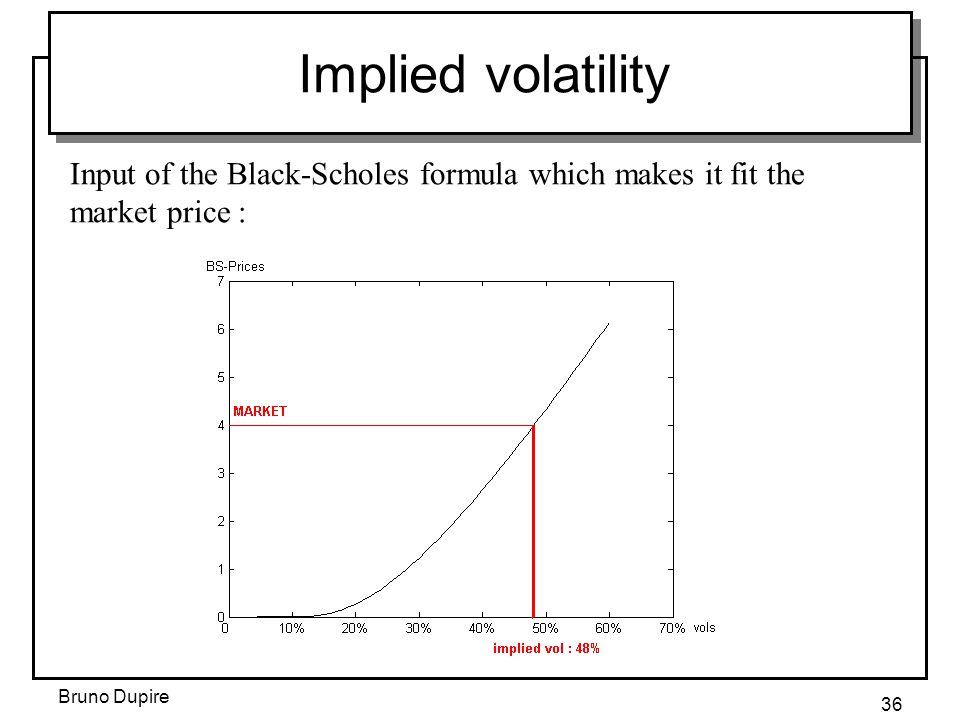 Implied volatility
Input of the Black-Scholes formula which makes it fit the
market price :
BS-Prices
7
6
5
MARKET
4
3
2
1
0
0 10% 20% 30% 40% 50% 60% 70% vols
implied vol : 48%
Bruno Dupire
36